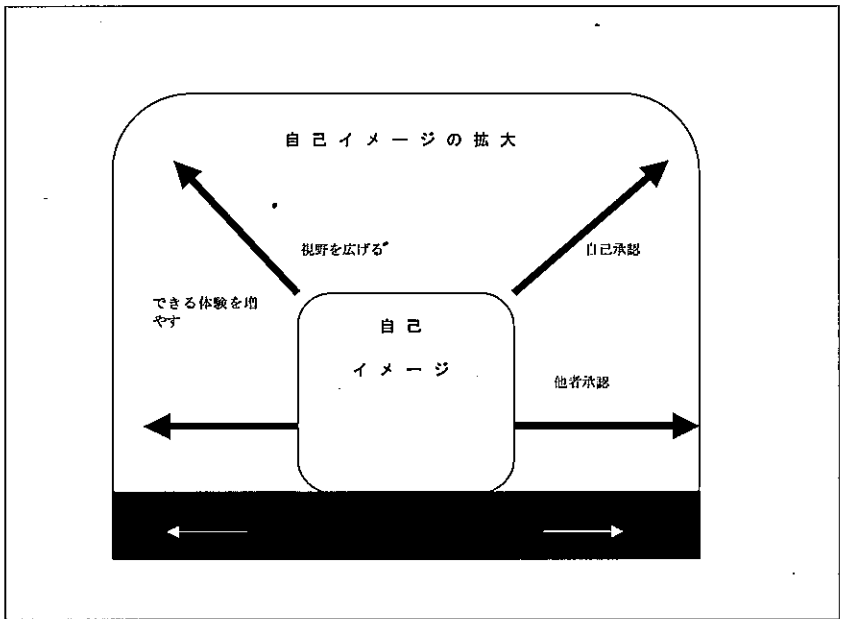 自己イメージの拡大
視野を広げる
自己承認
できる体験を増
やす
自己
イメージ
他者承認